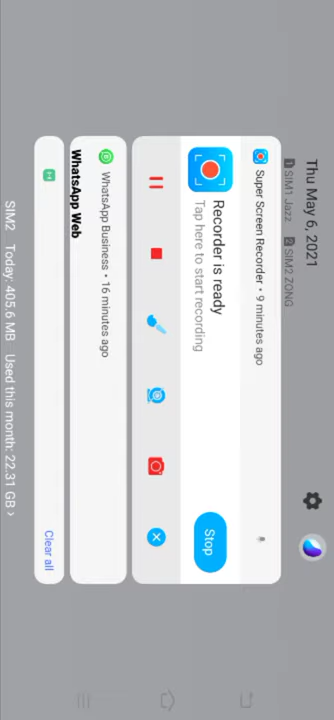 Thu May 6, 2021
1 SIM1 Jazz 2 SIM2 ZONG
Super Screen Recorder • 9 minutes ago
Recorder is ready
Tap here to start recording
Stop
WhatsApp Business • 16 minutes ago
WhatsApp Web
Clear all
SIM2 Today: 405.6 MB Used this month: 22.31 GB ›